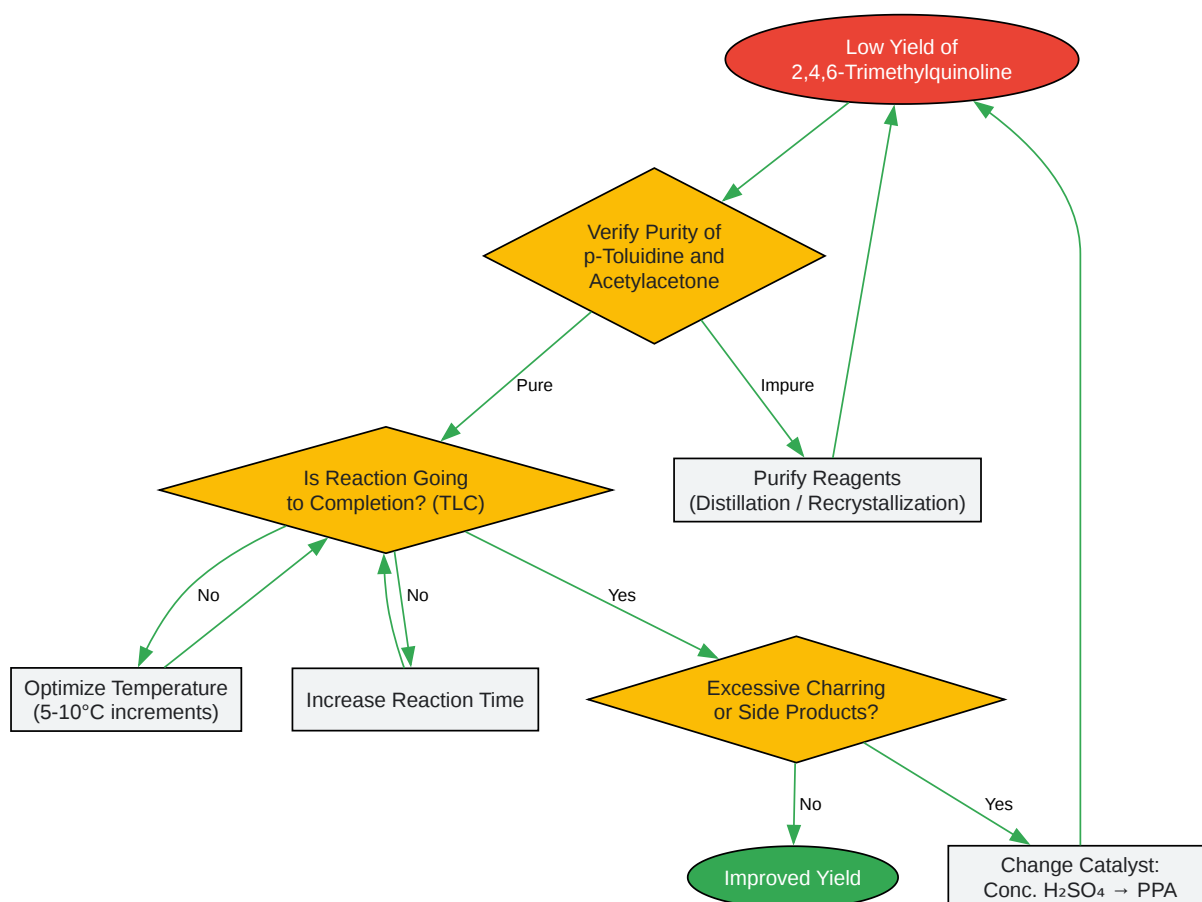 Low Yield of
2,4,6-Trimethylquinoline
Verify Purity of
p-Toluidine and
Acetylacetone
Pure
Impure
Is Reaction Going
to Completion? (TLC)
Purify Reagents
(Distillation / Recrystallization)
No
No
Yes
Optimize Temperature
(5-10°C increments)
Increase Reaction Time
Excessive Charring
or Side Products?
No
Yes
Improved Yield
Change Catalyst:
Conc. H₂SO₄ → PPA